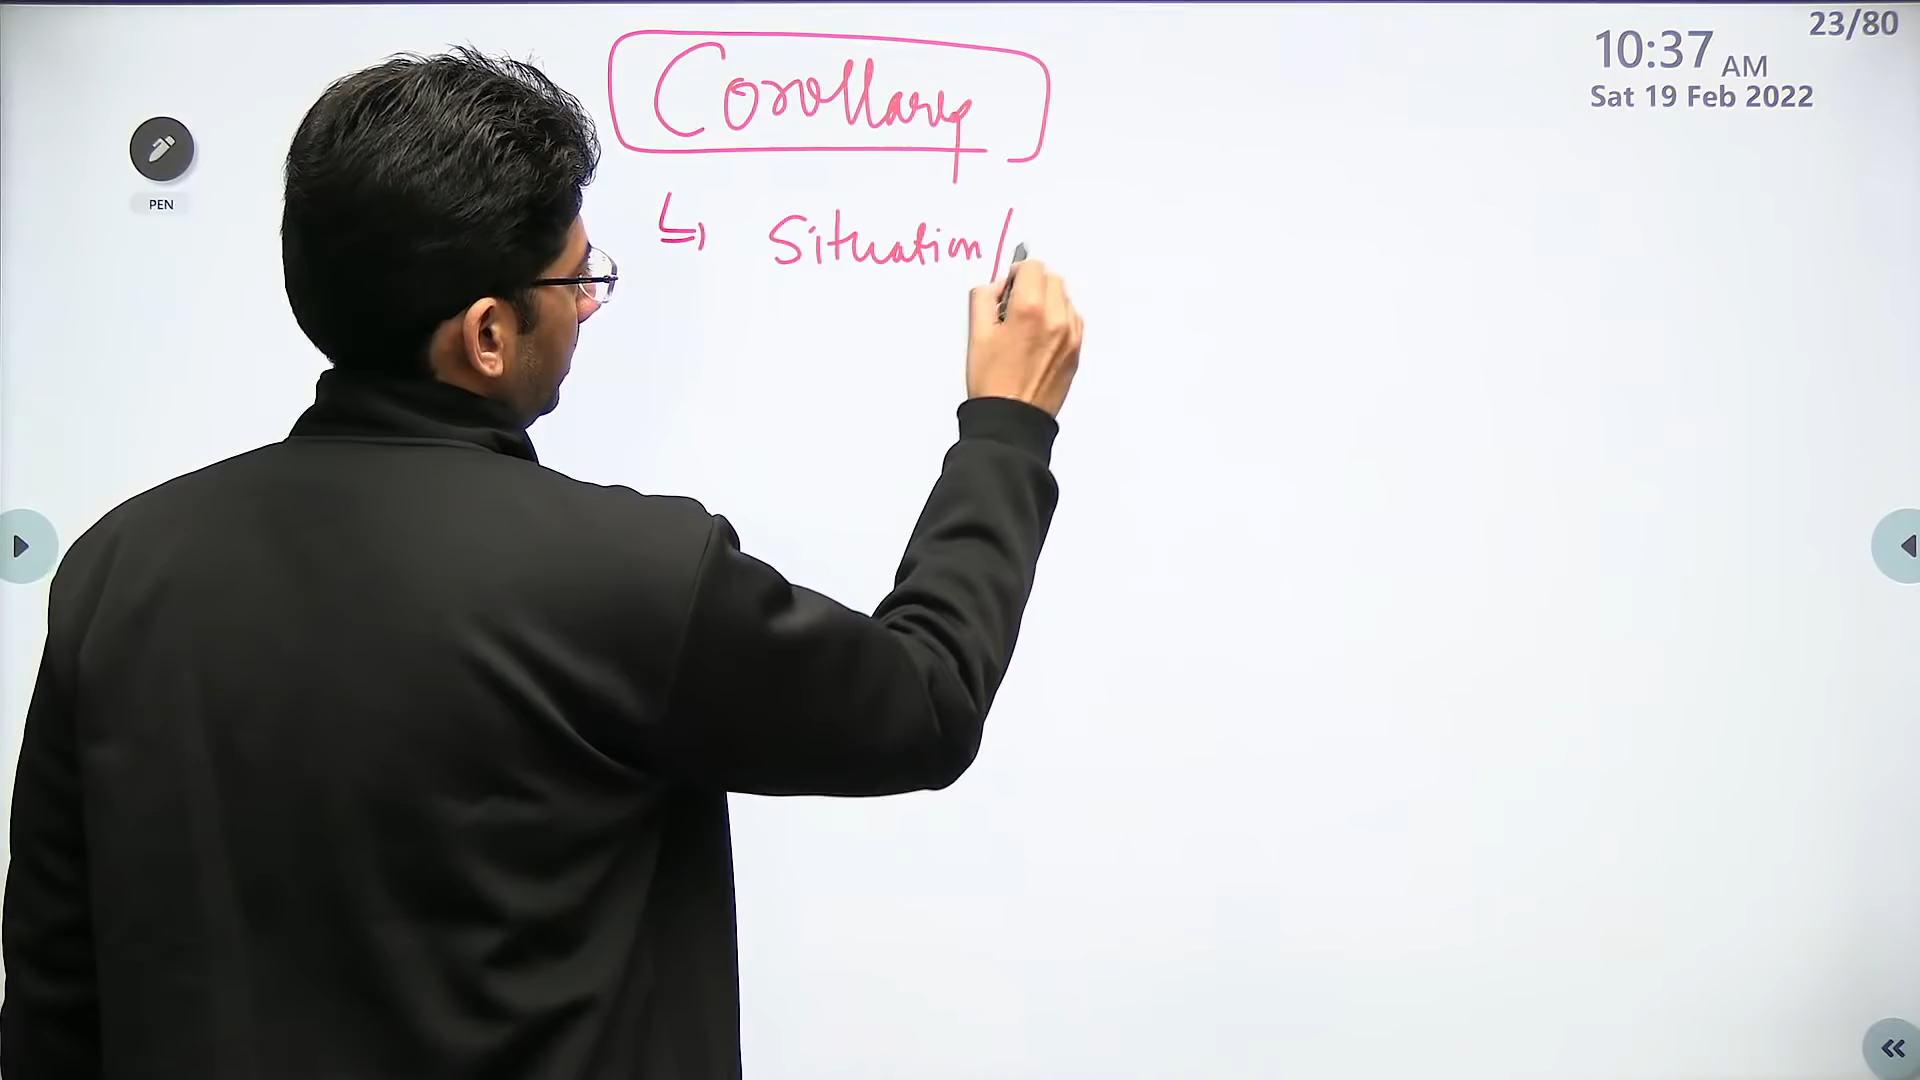 23/80
10:37 AM
Sat 19 Feb 2022
Corollary
PEN
Situation/